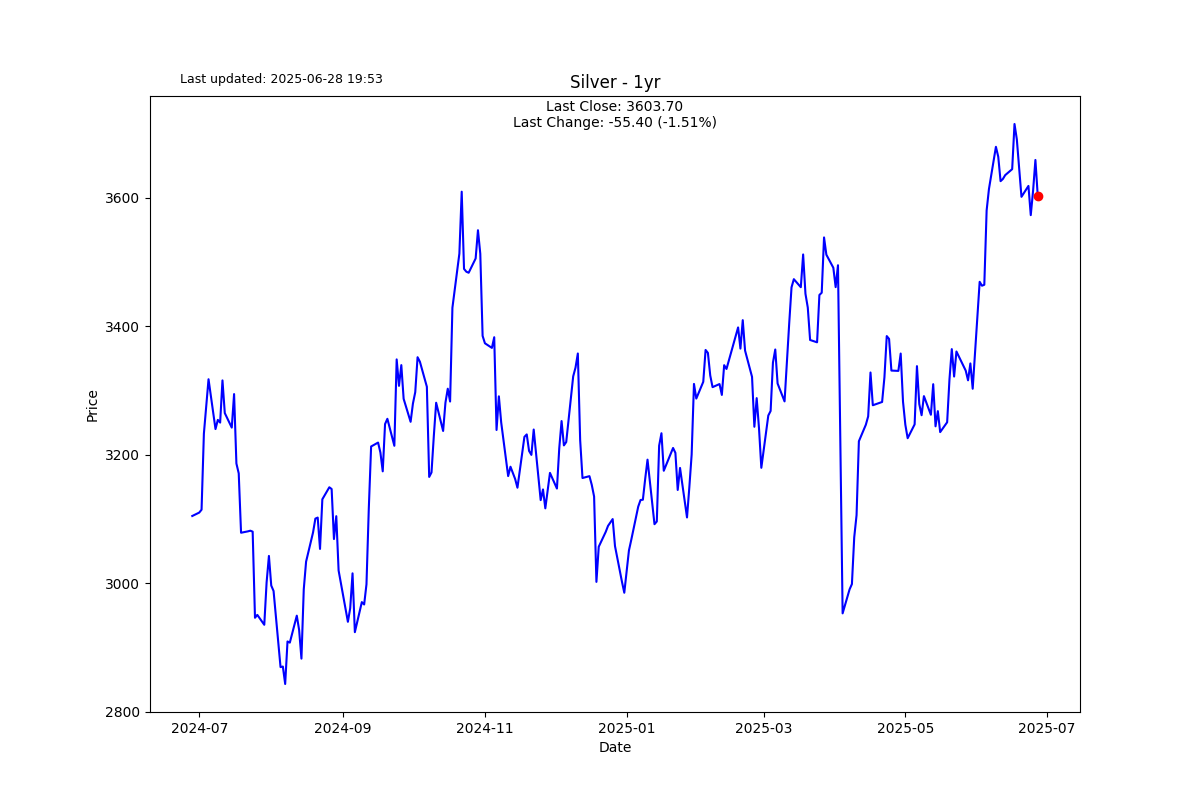 Last updated: 2025-06-28 19:53
Silver - 1yr
Last Close: 3603.70
Last Change: -55.40 (-1.51%)
Price
3600
3400
3200
3000
2800
2024-07 2024-09 2024-11 2025-01 2025-03 2025-05 2025-07
Date